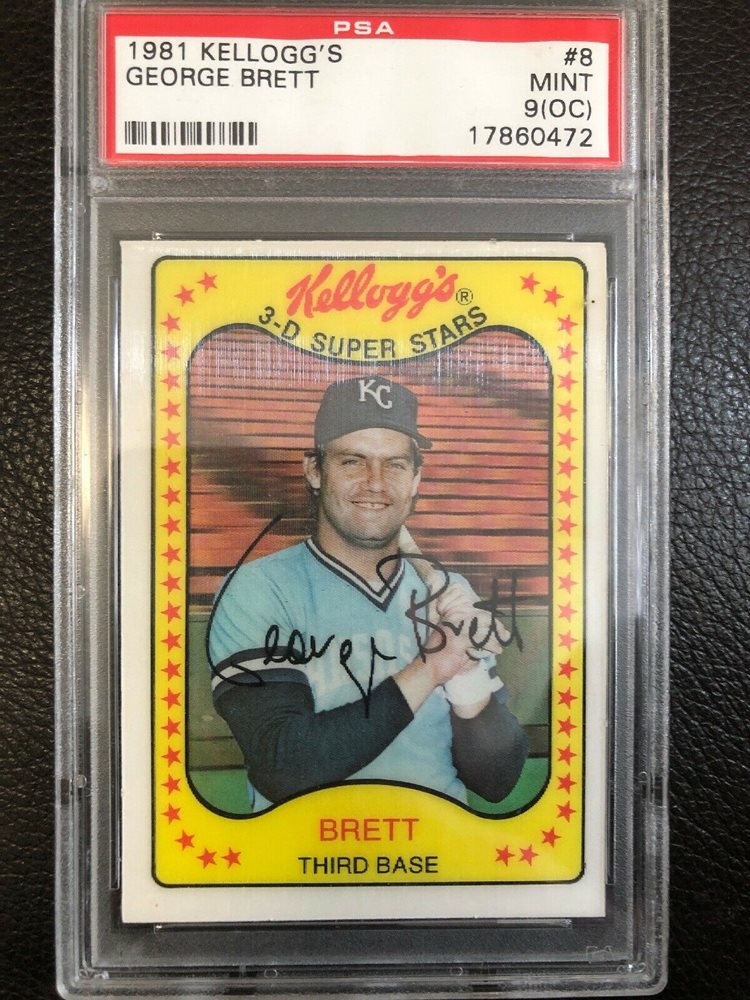 PSA
1981 KELLOGG'S #8
GEORGE BRETT MINT
9(OC)
17860472
Kellogg's®
3-D SUPER STARS
KC
George Brett
BRETT
THIRD BASE